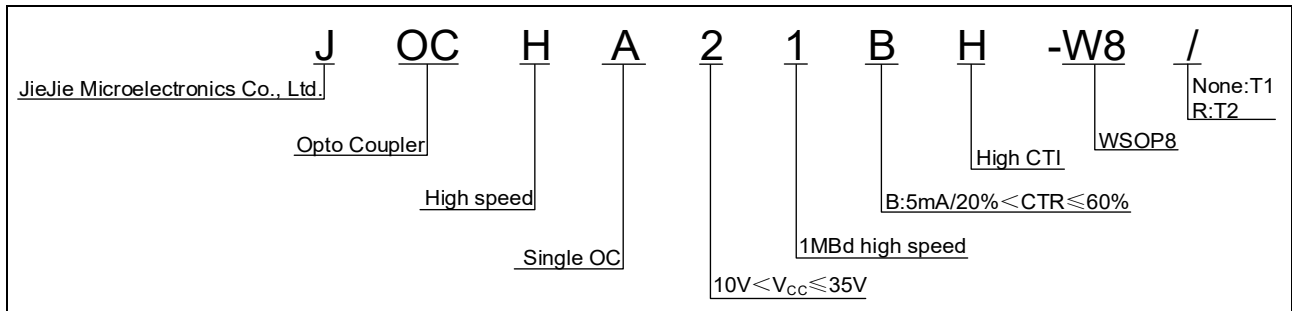 J OC H A 2 1 B H -W8 /
JieJie Microelectronics Co., Ltd.
None:T1
R:T2
Opto Coupler
WSOP8
High CTI
High speed
B:5mA/20%＜CTR≤60%
Single OC
1MBd high speed
10V＜VCC≤35V